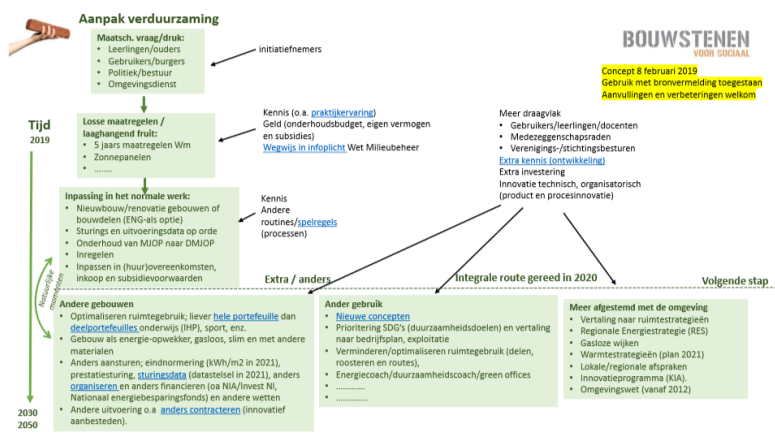 Aanpak verduurzaming
Maatsch. vraag/druk:
• Leerlingen/ouders
• Gebruikers/burgers
• Politiek/bestuur
• Omgevingsdienst
initiatiefnemers
BOUWSTENEN
VOOR SOCIAAL
Concept 8 februari 2019
Gebruik met bronvermelding toegestaan
Aanvullingen en verbeteringen welkom
Tijd
2019
Losse maatregelen /
laaghangend fruit:
• 5 jaars maatregelen Wm
• Zonnepanelen
• ........
Kennis (o.a. praktijkervaring)
Geld (onderhoudsbudget, eigen vermogen
en subsidies)
Wegwijs in infoplicht Wet Milieubeheer
Meer draagvlak
• Gebruikers/leerlingen/docenten
• Medezeggenschapsraden
• Verenigings-/stichtingsbesturen
Extra kennis (ontwikkeling)
Extra investering
Innovatie technisch, organisatorisch
(product en procesinnovatie)
Inpassing in het normale werk:
• Nieuwbouw/renovatie gebouwen of
bouwdelen (ENG-als optie)
• Sturings en uitvoeringsdata op orde
• Onderhoud van MJOP naar DMJOP
• Inregelen
• Inpassen in (huur)overeenkomsten,
inkoop en subsidievoorwaarden
Kennis
Andere
routines/spelregels
(processen)
Natuurlijke
momenten
Extra / anders
Integrale route gereed in 2020
Volgende stap
Andere gebouwen
• Optimaliseren ruimtegebruik; liever hele portefeuille dan
deelportefeuilles onderwijs (IHP), sport, enz.
• Gebouw als energie-opwekker, gasloos, slim en met andere
materialen
• Anders aansturen; eindnormering (kWh/m2 in 2021),
prestatiesturing, sturingsdata (datastelsel in 2021), anders
organiseren en anders financieren (oa NIA/Invest NI,
Nationaal energiebesparingsfonds) en andere wetten
• Andere uitvoering o.a anders contracteren (innovatief
aanbesteden).
Ander gebruik
• Nieuwe concepten
• Prioritering SDG's (duurzaamheidsdoelen) en vertaling
naar bedrijfsplan, exploitatie
• Verminderen/optimaliseren ruimtegebruik (delen,
roosteren en routes),
• Energiecoach/duurzaamheidscoach/green offices
• .............
• ..............
Meer afgestemd met de omgeving
• Vertaling naar ruimtestrategieën
• Regionale Energiestrategie (RES)
• Gasloze wijken
• Warmtestrategieën (plan 2021)
• Lokale/regionale afspraken
• Innovatieprogramma (KIA).
• Omgevingswet (vanaf 2012)
2030
2050